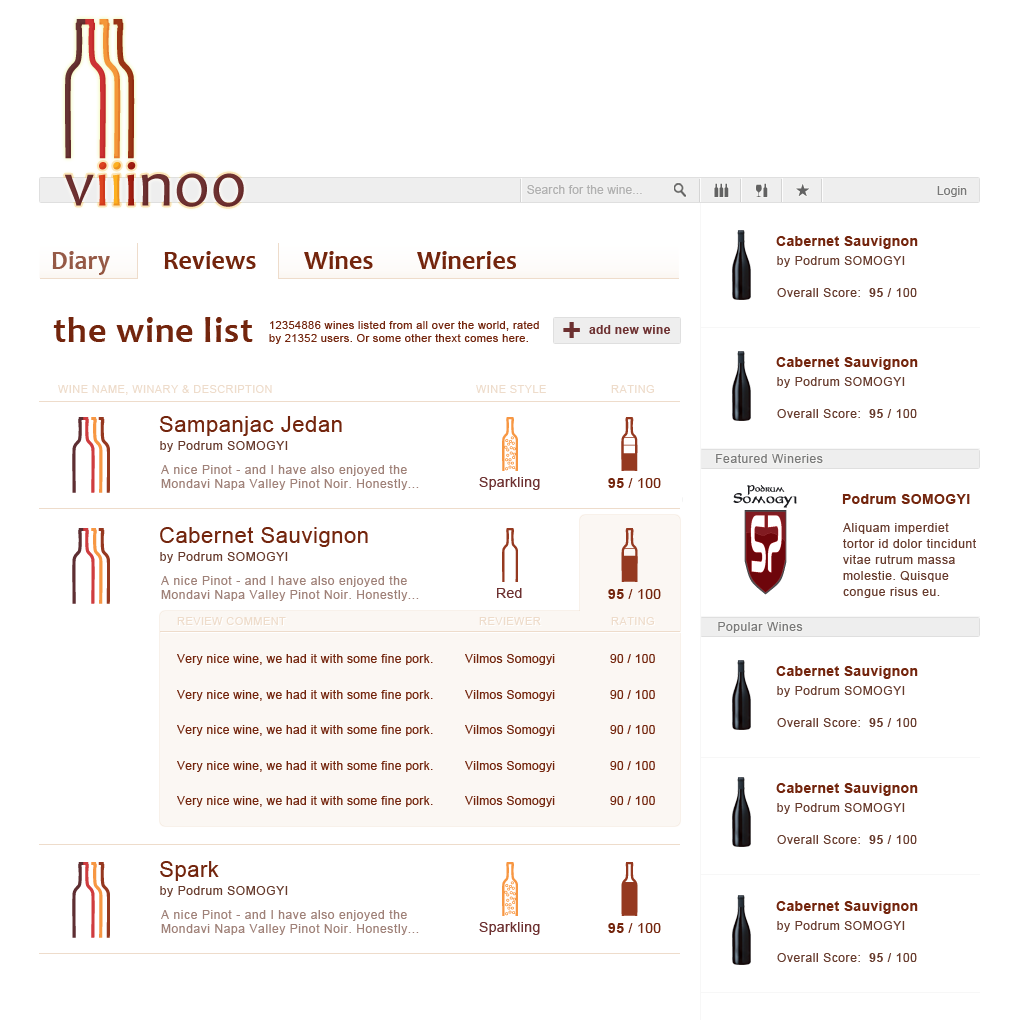 viiinoo
Search for the wine...
Login
Diary
Reviews
Wines
Wineries
the wine list
12354886 wines listed from all over the world, rated
by 21352 users. Or some other thext comes here.
add new wine
WINE NAME, WINARY & DESCRIPTION
WINE STYLE
RATING
Sampanjac Jedan
by Podrum SOMOGYI
A nice Pinot - and I have also enjoyed the
Mondavi Napa Valley Pinot Noir. Honestly...
Sparkling
95 / 100
Cabernet Sauvignon
by Podrum SOMOGYI
A nice Pinot - and I have also enjoyed the
Mondavi Napa Valley Pinot Noir. Honestly...
Red
95 / 100
REVIEW COMMENT
REVIEWER
RATING
Very nice wine, we had it with some fine pork.
Vilmos Somogyi
90 / 100
Very nice wine, we had it with some fine pork.
Vilmos Somogyi
90 / 100
Very nice wine, we had it with some fine pork.
Vilmos Somogyi
90 / 100
Very nice wine, we had it with some fine pork.
Vilmos Somogyi
90 / 100
Very nice wine, we had it with some fine pork.
Vilmos Somogyi
90 / 100
Spark
by Podrum SOMOGYI
A nice Pinot - and I have also enjoyed the
Mondavi Napa Valley Pinot Noir. Honestly...
Sparkling
95 / 100
Cabernet Sauvignon
by Podrum SOMOGYI
Overall Score: 95 / 100
Cabernet Sauvignon
by Podrum SOMOGYI
Overall Score: 95 / 100
Featured Wineries
Podrum
Somogyi
Podrum SOMOGYI
Aliquam imperdiet
tortor id dolor tincidunt
vitae rutrum massa
molestie. Quisque
congue risus eu.
Popular Wines
Cabernet Sauvignon
by Podrum SOMOGYI
Overall Score: 95 / 100
Cabernet Sauvignon
by Podrum SOMOGYI
Overall Score: 95 / 100
Cabernet Sauvignon
by Podrum SOMOGYI
Overall Score: 95 / 100